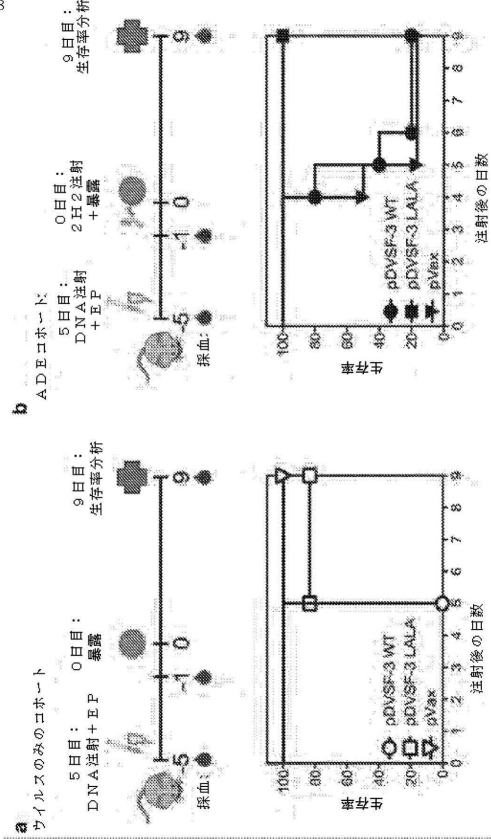 a
ウイルスのみのコホート
5日目:
DNA注射+EP
0日目:
暴露
9日目:
生存率分析
-5
-1
0
9
採血:
生存率
100
80
60
40
20
0
pDVSF-3 WT
pDVSF-3 LALA
pVax
0 1 2 3 4 5 6 7 8 9
注射後の日数
b
ADEコホート
5日目:
DNA注射
+EP
0日目:
2H2注射
+暴露
9日目:
生存率分析
-5
-1
0
9
採血:
生存率
100
80
60
40
20
0
pDVSF-3 WT
pDVSF-3 LALA
pVax
0 1 2 3 4 5 6 7 8 9
注射後の日数